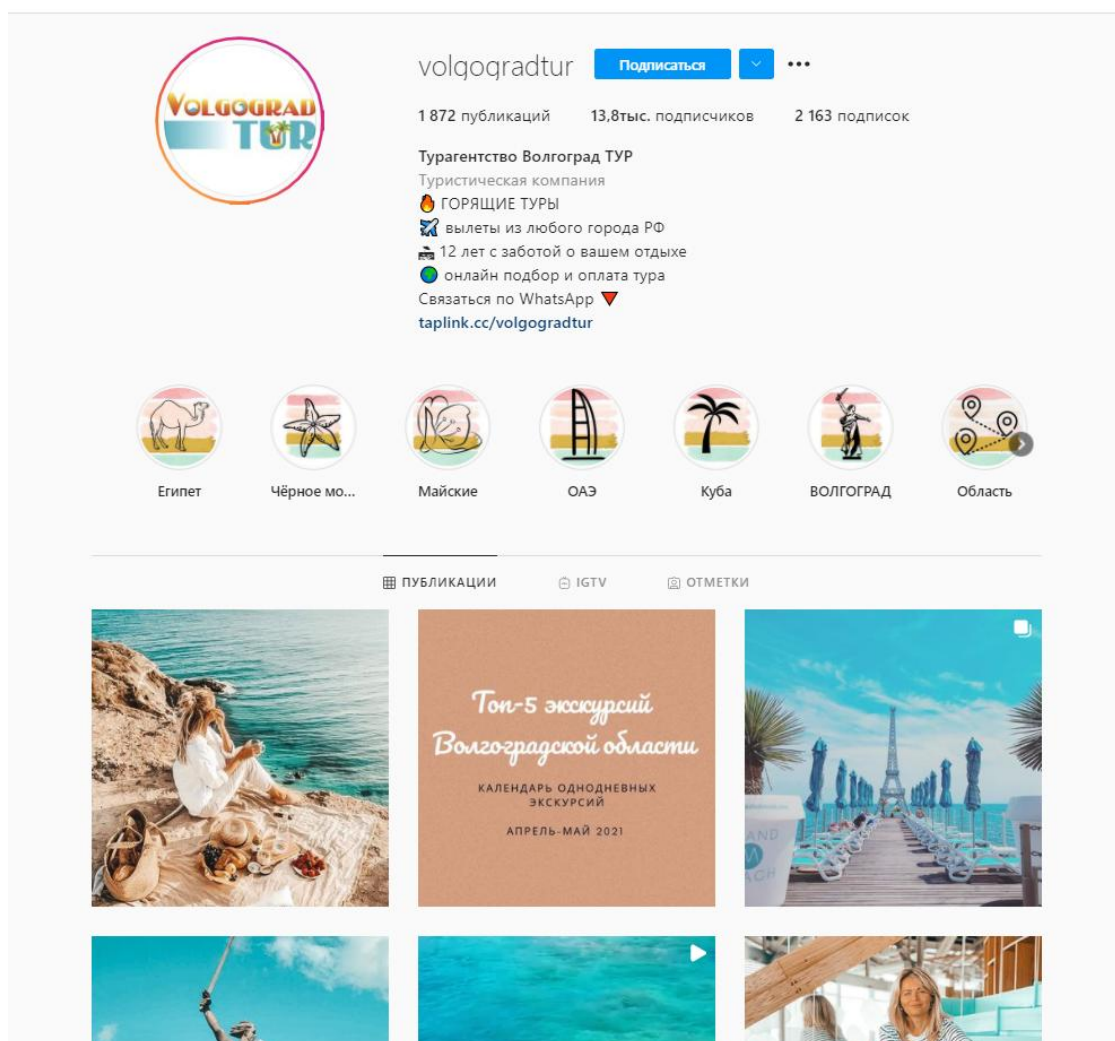 VOLGOGRAD
TUR
volgogradtur
Подписаться
1 872 публикаций
13,8тыс. подписчиков
2 163 подписок
Турагентство Волгоград ТУР
Туристическая компания
ГОРЯЩИЕ ТУРЫ
вылеты из любого города РФ
12 лет с заботой о вашем отдыхе
онлайн подбор и оплата тура
Связаться по WhatsApp
taplink.cc/volgogradtur
Египет
Чёрное мо...
Майские
ОАЭ
Куба
ВОЛГОГРАД
Область
ПУБЛИКАЦИИ
IGTV
ОТМЕТКИ
Топ-5 экскурсий
Волгоградской области
КАЛЕНДАРЬ ОДНОДНЕВНЫХ
ЭКСКУРСИЙ
АПРЕЛЬ-МАЙ 2021